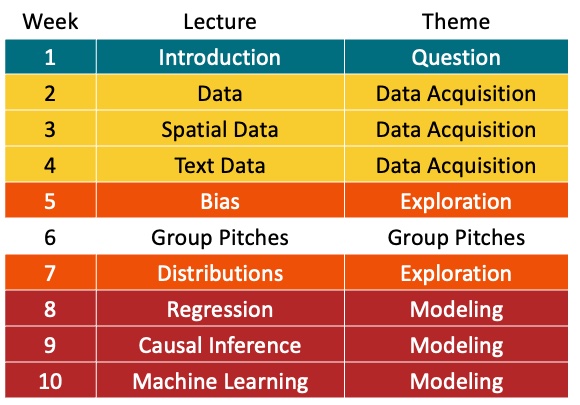 Week Lecture Theme
1 Introduction Question
2 Data Data Acquisition
3 Spatial Data Data Acquisition
4 Text Data Data Acquisition
5 Bias Exploration
6 Group Pitches Group Pitches
7 Distributions Exploration
8 Regression Modeling
9 Causal Inference Modeling
10 Machine Learning Modeling